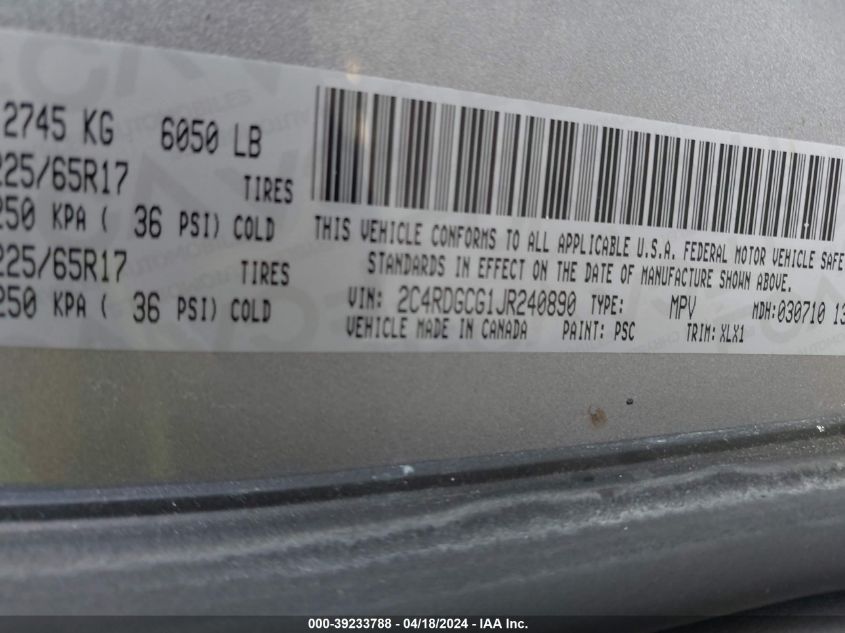 2745 KG 6050 LB
225/65R17 TIRES
250 KPA ( 36 PSI) COLD
225/65R17 TIRES
250 KPA ( 36 PSI) COLD
THIS VEHICLE CONFORMS TO ALL APPLICABLE U.S.A. FEDERAL MOTOR VEHICLE SAFE
STANDARDS IN EFFECT ON THE DATE OF MANUFACTURE SHOWN ABOVE.
VIN: 2C4RDGCG1JR240890 TYPE: MPV MDH:030710 13
VEHICLE MADE IN CANADA PAINT: PSC TRIM: XLX1
000-39233788 - 04/18/2024 - IAA Inc.